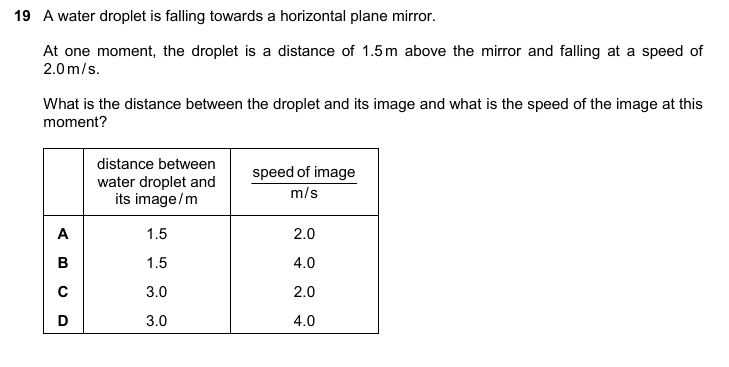 19 A water droplet is falling towards a horizontal plane mirror.
At one moment, the droplet is a distance of 1.5 m above the mirror and falling at a speed of
2.0 m / s.
What is the distance between the droplet and its image and what is the speed of the image at this
moment?
distance between
water droplet and
its image / m
speed of image
m/s
A 1.5 2.0
B 1.5 4.0
C 3.0 2.0
D 3.0 4.0